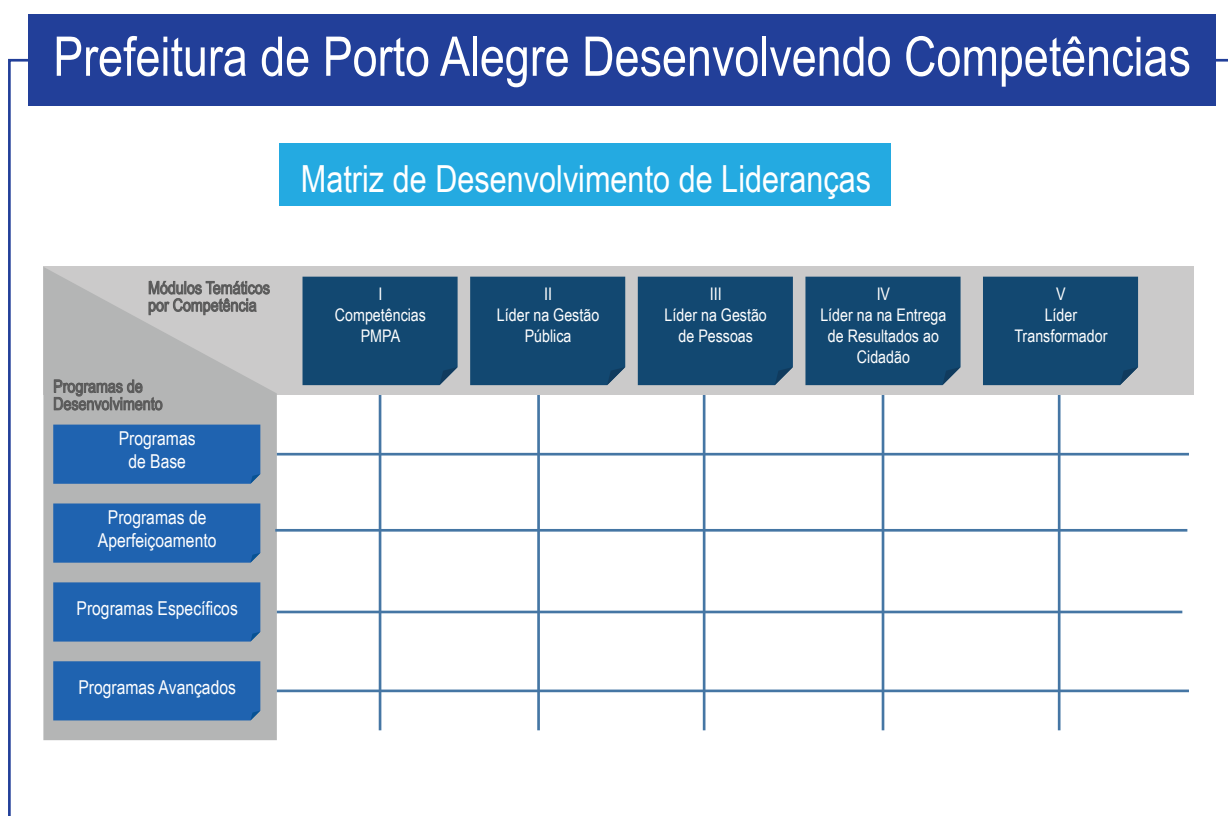 Prefeitura de Porto Alegre Desenvolvendo Competências
Matriz de Desenvolvimento de Lideranças
Módulos Temáticos
por Competência
I
Competências
PMPA
II
Líder na Gestão
Pública
III
Líder na Gestão
de Pessoas
IV
Líder na na Entrega
de Resultados ao
Cidadão
V
Líder
Transformador
Programas de
Desenvolvimento
Programas
de Base
Programas de
Aperfeiçoamento
Programas Específicos
Programas Avançados